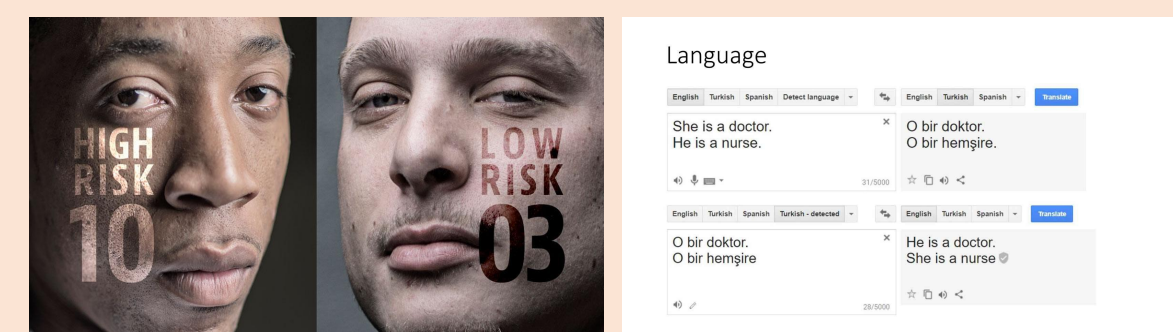 HIGH
RISK
10
LOW
RISK
03
Language
English Turkish Spanish Detect language
English Turkish Spanish Translate
She is a doctor.
He is a nurse.
31/5000
O bir doktor.
O bir hemşire.
English Turkish Spanish Turkish - detected
English Turkish Spanish Translate
O bir doktor.
O bir hemşire
28/5000
He is a doctor.
She is a nurse